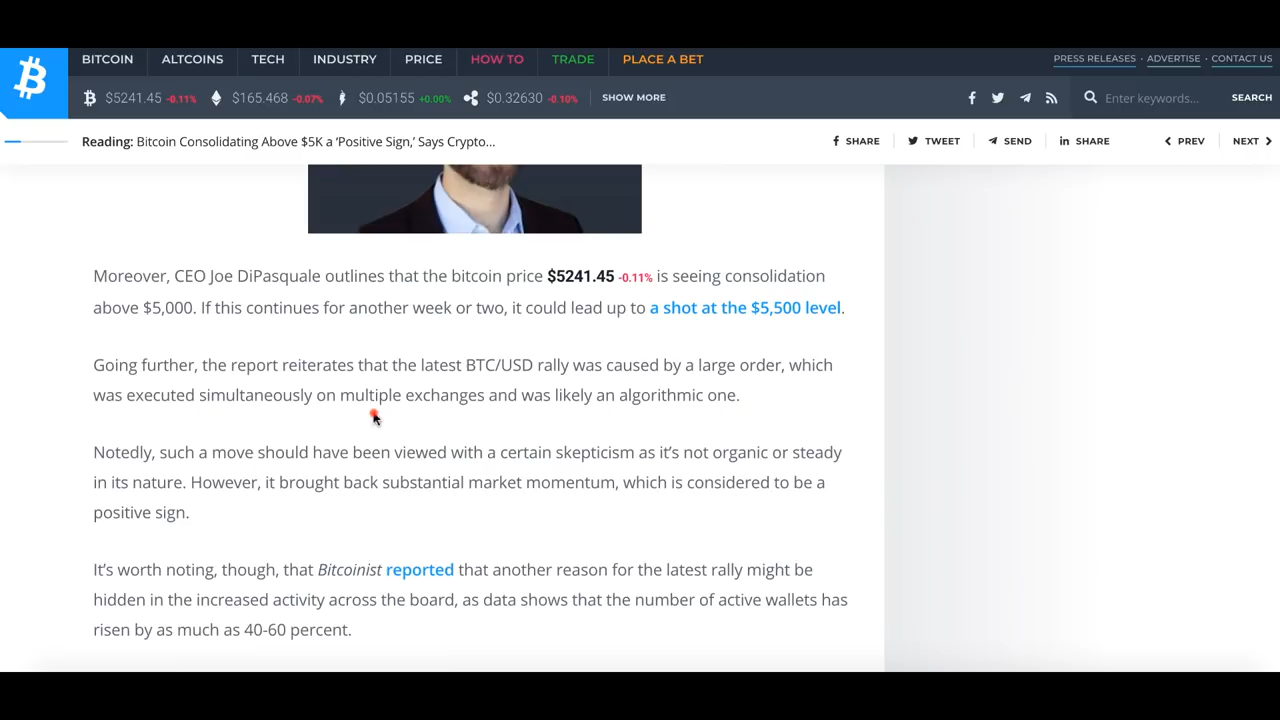 BITCOIN ALTCOINS TECH INDUSTRY PRICE HOW TO TRADE PLACE A BET PRESS RELEASES · ADVERTISE · CONTACT US
$5241.45 -0.11% $165.468 -0.07% $0.05155 +0.00% $0.32630 -0.10% SHOW MORE Enter keywords... SEARCH
Reading: Bitcoin Consolidating Above $5K a ‘Positive Sign,’ Says Crypto... SHARE TWEET SEND SHARE PREV NEXT
Moreover, CEO Joe DiPasquale outlines that the bitcoin price $5241.45 -0.11% is seeing consolidation
above $5,000. If this continues for another week or two, it could lead up to a shot at the $5,500 level.
Going further, the report reiterates that the latest BTC/USD rally was caused by a large order, which
was executed simultaneously on multiple exchanges and was likely an algorithmic one.
Notedly, such a move should have been viewed with a certain skepticism as it’s not organic or steady
in its nature. However, it brought back substantial market momentum, which is considered to be a
positive sign.
It’s worth noting, though, that Bitcoinist reported that another reason for the latest rally might be
hidden in the increased activity across the board, as data shows that the number of active wallets has
risen by as much as 40-60 percent.